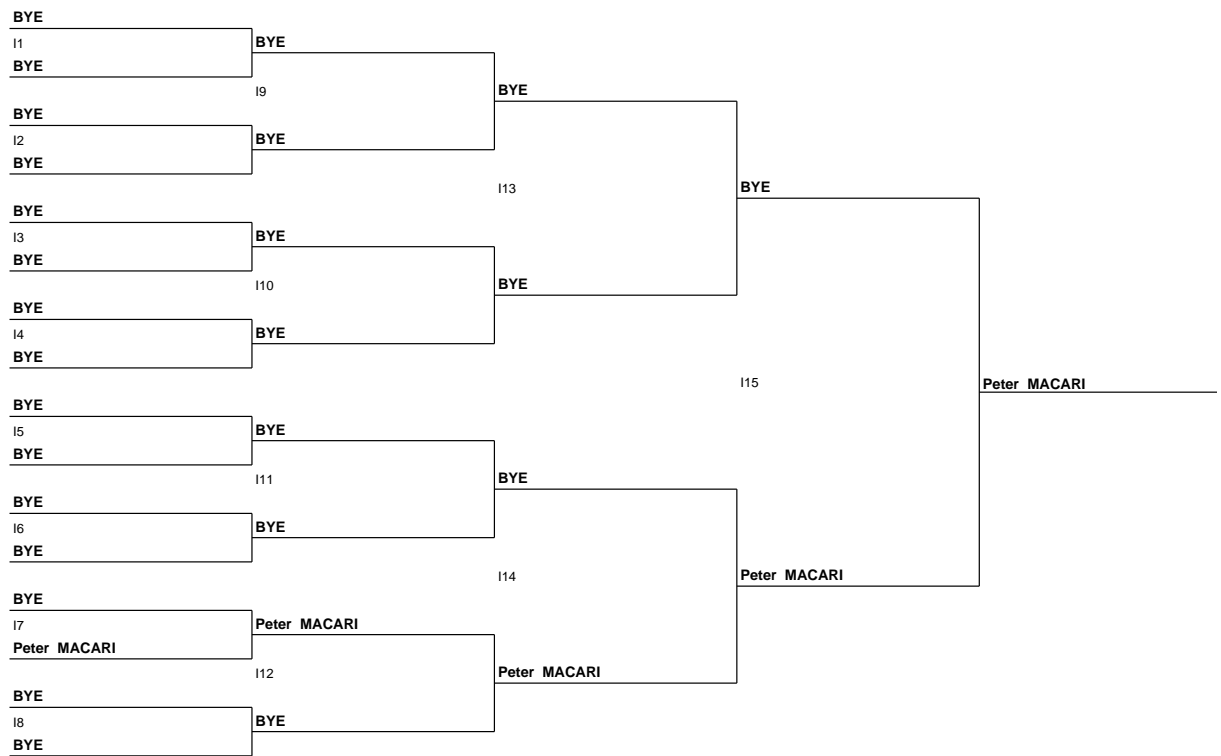 BYE
I1
BYE
BYE
I9
BYE
I2
BYE
BYE
BYE
I13
BYE
I3
BYE
BYE
I10
BYE
I4
BYE
BYE
BYE
BYE
I15
Peter MACARI
BYE
I5
BYE
BYE
I11
BYE
I6
BYE
BYE
BYE
I14
Peter MACARI
BYE
I7
Peter MACARI
Peter MACARI
I12
BYE
I8
BYE
BYE
Peter MACARI